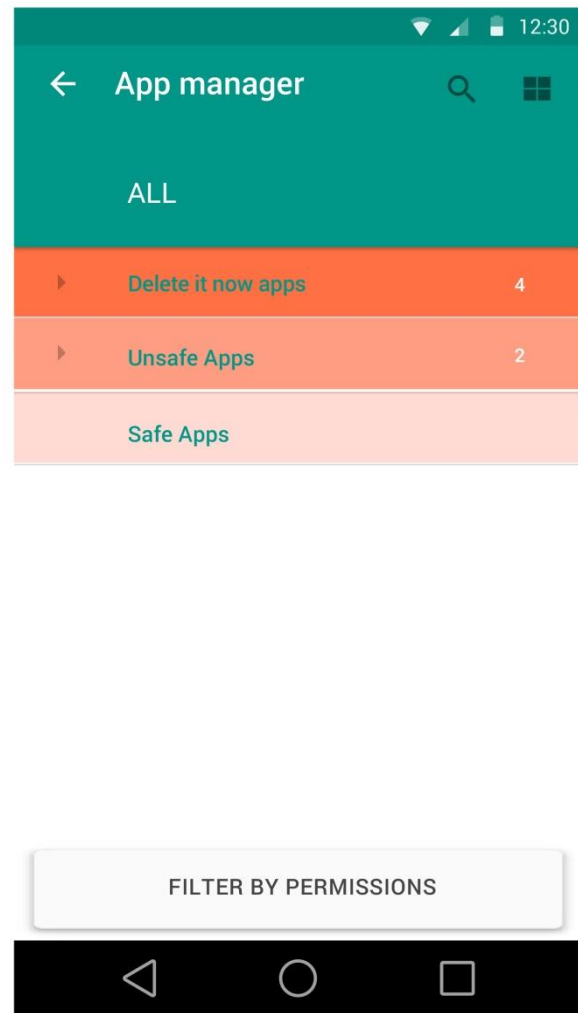 12:30
App manager
ALL
Delete it now apps 4
Unsafe Apps 2
Safe Apps
FILTER BY PERMISSIONS